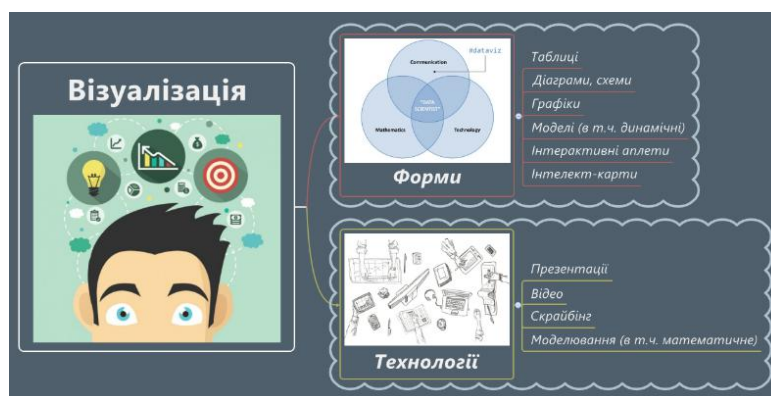 Візуалізація
#dataviz
Communication
"DATA
SCIENTIST"
Mathematics
Technology
Форми
Таблиці
Діаграми, схеми
Графіки
Моделі (в т.ч. динамічні)
Інтерактивні аплети
Інтелект-карти
Технології
Презентації
Відео
Скрайбінг
Моделювання (в т.ч. математичне)